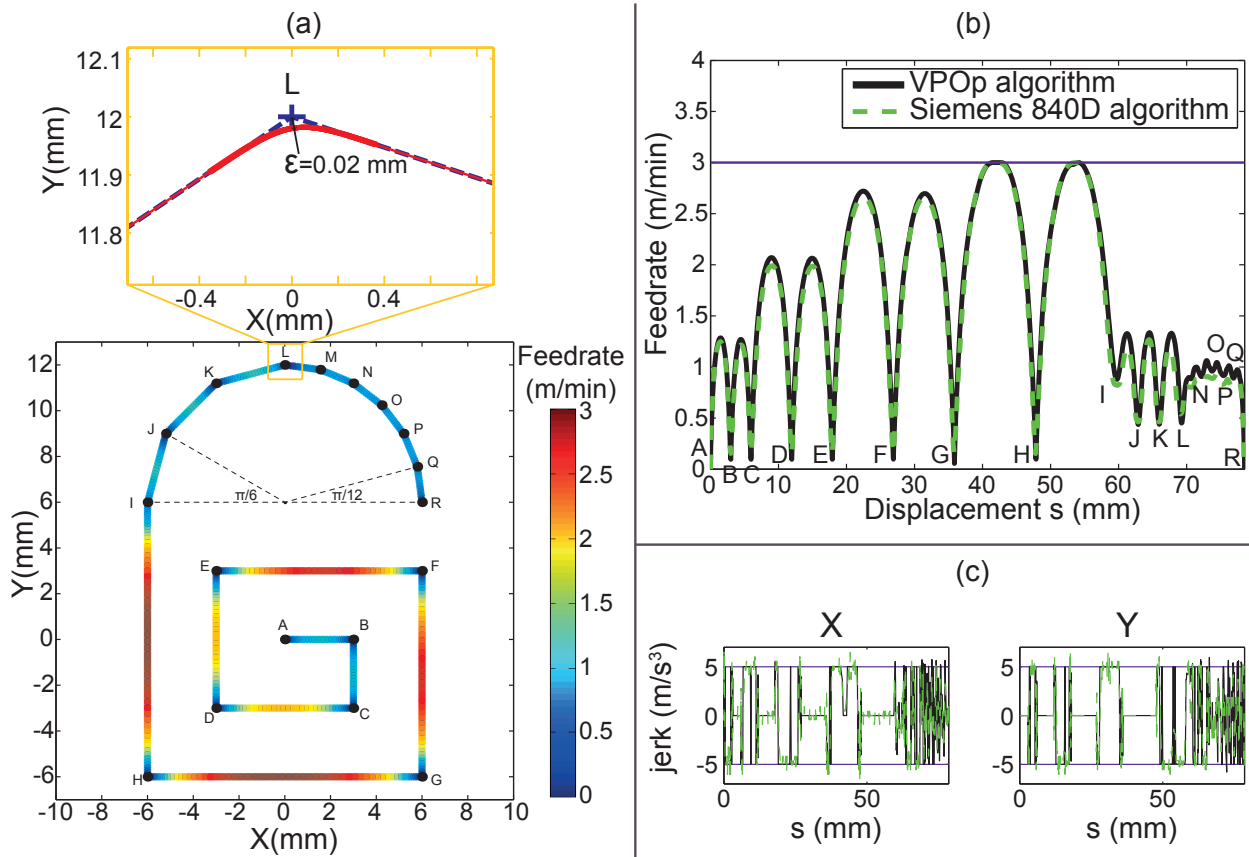 (a)
12.1
12
11.9
11.8
Y(mm)
L
ε=0.02 mm
-0.4
0
0.4
X(mm)
12
10
8
6
4
2
0
-2
-4
-6
Y(mm)
-10
-8
-6
-4
-2
0
2
4
6
8
10
X(mm)
A
B
C
D
E
F
G
H
I
J
K
L
M
N
O
P
Q
R
π/6
π/12
Feedrate
(m/min)
3
2.5
2
1.5
1
0.5
0
(b)
VPOp algorithm
Siemens 840D algorithm
4
3.5
3
2.5
2
1.5
1
0.5
0
Feedrate (m/min)
A
B
C
D
E
F
G
H
I
J
K
L
N
O
P
Q
R
0
10
20
30
40
50
60
70
Displacement s (mm)
(c)
X
jerk (m/s³)
5
0
-5
0
50
s (mm)
Y
5
0
-5
0
50
s (mm)